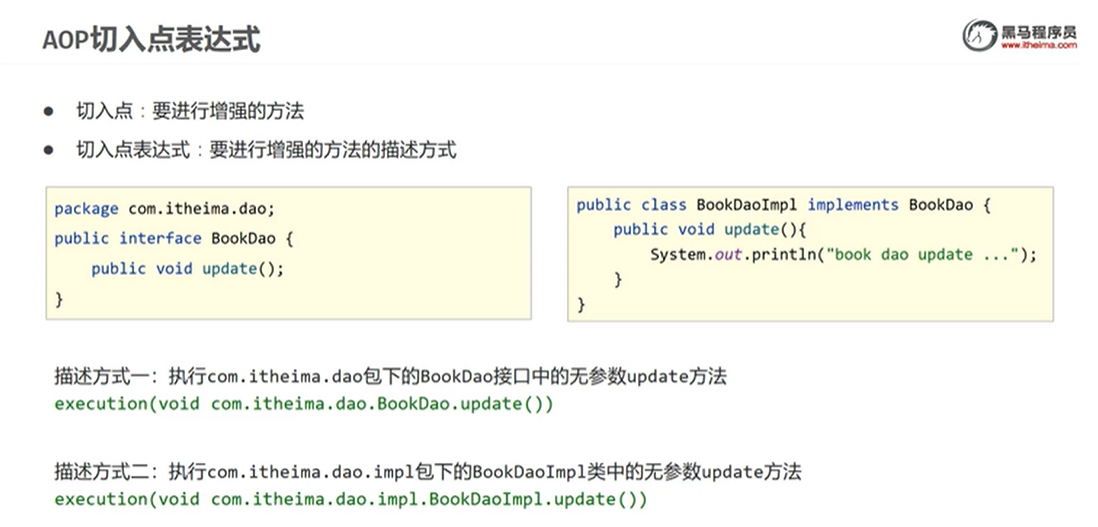 AOP切入点表达式
黑马程序员
www.itheima.com
● 切入点：要进行增强的方法
● 切入点表达式：要进行增强的方法的描述方式
package com.itheima.dao;
public interface BookDao {
    public void update();
}
public class BookDaoImpl implements BookDao {
    public void update(){
        System.out.println("book dao update ...");
    }
}
描述方式一：执行com.itheima.dao包下的BookDao接口中的无参数update方法
execution(void com.itheima.dao.BookDao.update())
描述方式二：执行com.itheima.dao.impl包下的BookDaoImpl类中的无参数update方法
execution(void com.itheima.dao.impl.BookDaoImpl.update())